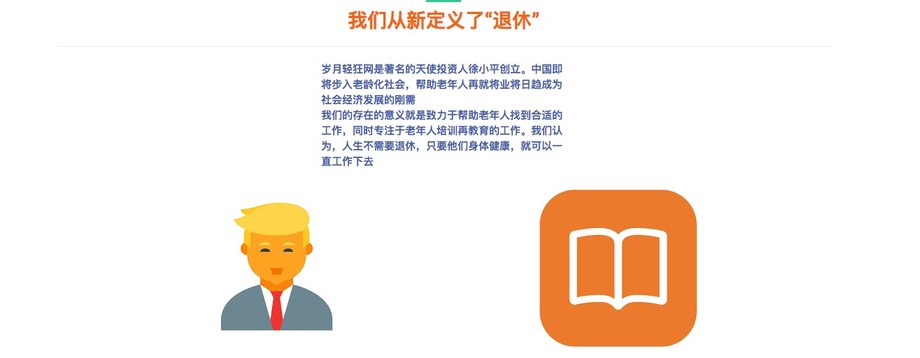 我们从新定义了“退休”
岁月轻狂网是著名的天使投资人徐小平创立。中国即
将步入老龄化社会，帮助老年人再就将业将日趋成为
社会经济发展的刚需
我们的存在的意义就是致力于帮助老年人找到合适的
工作，同时专注于老年人培训再教育的工作。我们认
为，人生不需要退休，只要他们身体健康，就可以一
直工作下去